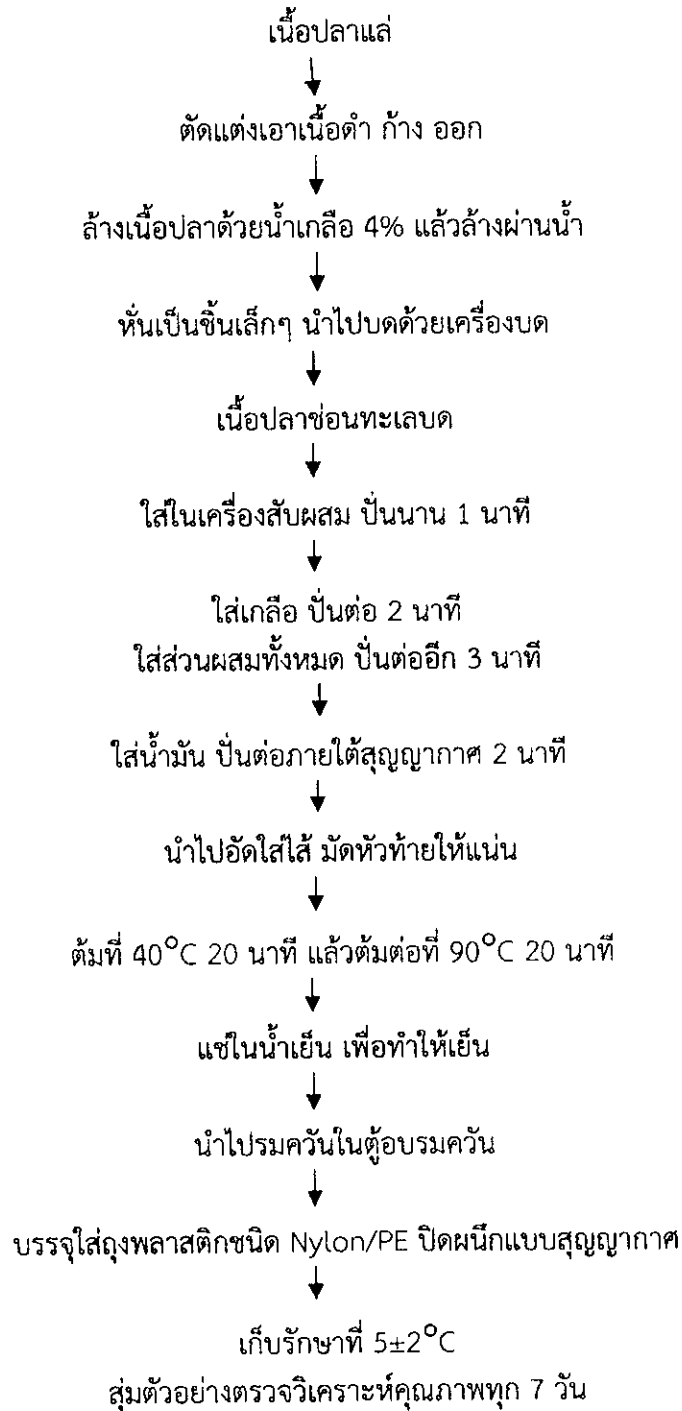 เนื้อปลาแล่
ตัดแต่งเอาเนื้อดำ ก้าง ออก
ล้างเนื้อปลาด้วยน้ำเกลือ 4% แล้วล้างผ่านน้ำ
หั่นเป็นชิ้นเล็กๆ นำไปบดด้วยเครื่องบด
เนื้อปลาช่อนทะเลบด
ใส่ในเครื่องสับผสม ปั่นนาน 1 นาที
ใส่เกลือ ปั่นต่อ 2 นาที
ใส่ส่วนผสมทั้งหมด ปั่นต่ออีก 3 นาที
ใส่น้ำมัน ปั่นต่อภายใต้สุญญากาศ 2 นาที
นำไปอัดใส่ไส้ มัดหัวท้ายให้แน่น
ต้มที่ 40°C 20 นาที แล้วต้มต่อที่ 90°C 20 นาที
แช่ในน้ำเย็น เพื่อทำให้เย็น
นำไปรมควันในตู้อบรมควัน
บรรจุใส่ถุงพลาสติกชนิด Nylon/PE ปิดผนึกแบบสุญญากาศ
เก็บรักษาที่ 5±2°C
สุ่มตัวอย่างตรวจวิเคราะห์คุณภาพทุก 7 วัน